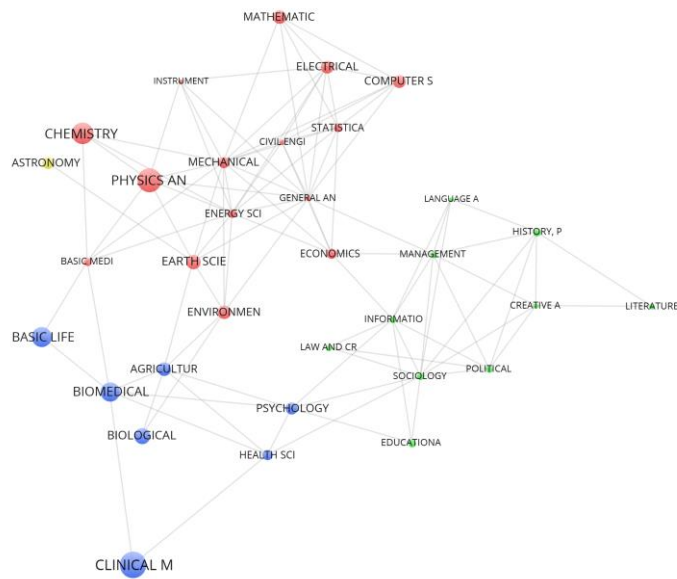 MATHEMATIC
ELECTRICAL
INSTRUMENT
COMPUTER S
CHEMISTRY
STATISTICA
CIVIL ENGI
ASTRONOMY
MECHANICAL
PHYSICS AN
GENERAL AN
LANGUAGE A
ENERGY SCI
HISTORY, P
BASIC MEDI
EARTH SCIE
ECONOMICS
MANAGEMENT
ENVIRONMEN
CREATIVE A
LITERATURE
INFORMATIO
BASIC LIFE
LAW AND CR
AGRICULTUR
POLITICAL
SOCIOLOGY
BIOMEDICAL
PSYCHOLOGY
BIOLOGICAL
EDUCATIONA
HEALTH SCI
CLINICAL M